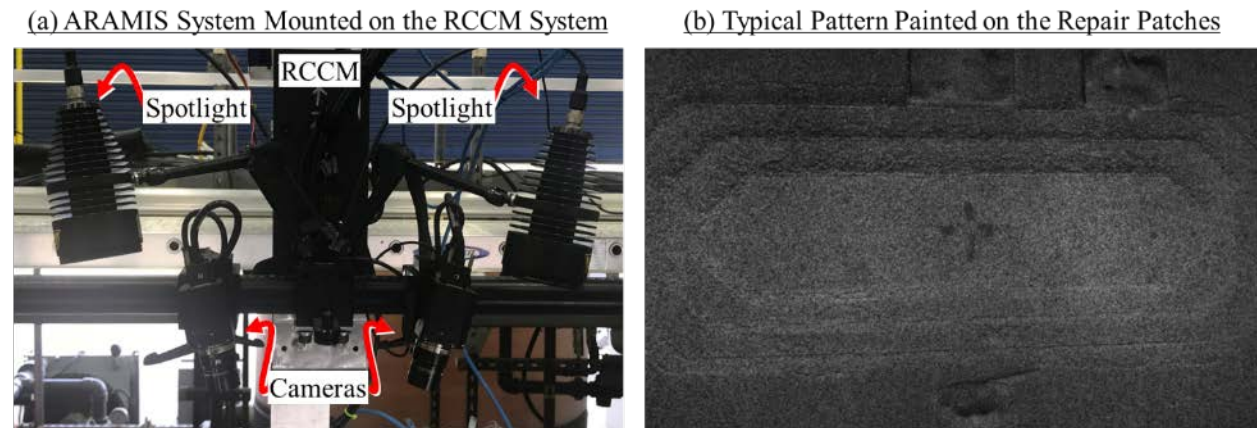 (a) ARAMIS System Mounted on the RCCM System
(b) Typical Pattern Painted on the Repair Patches
RCCM
Spotlight
Spotlight
Cameras